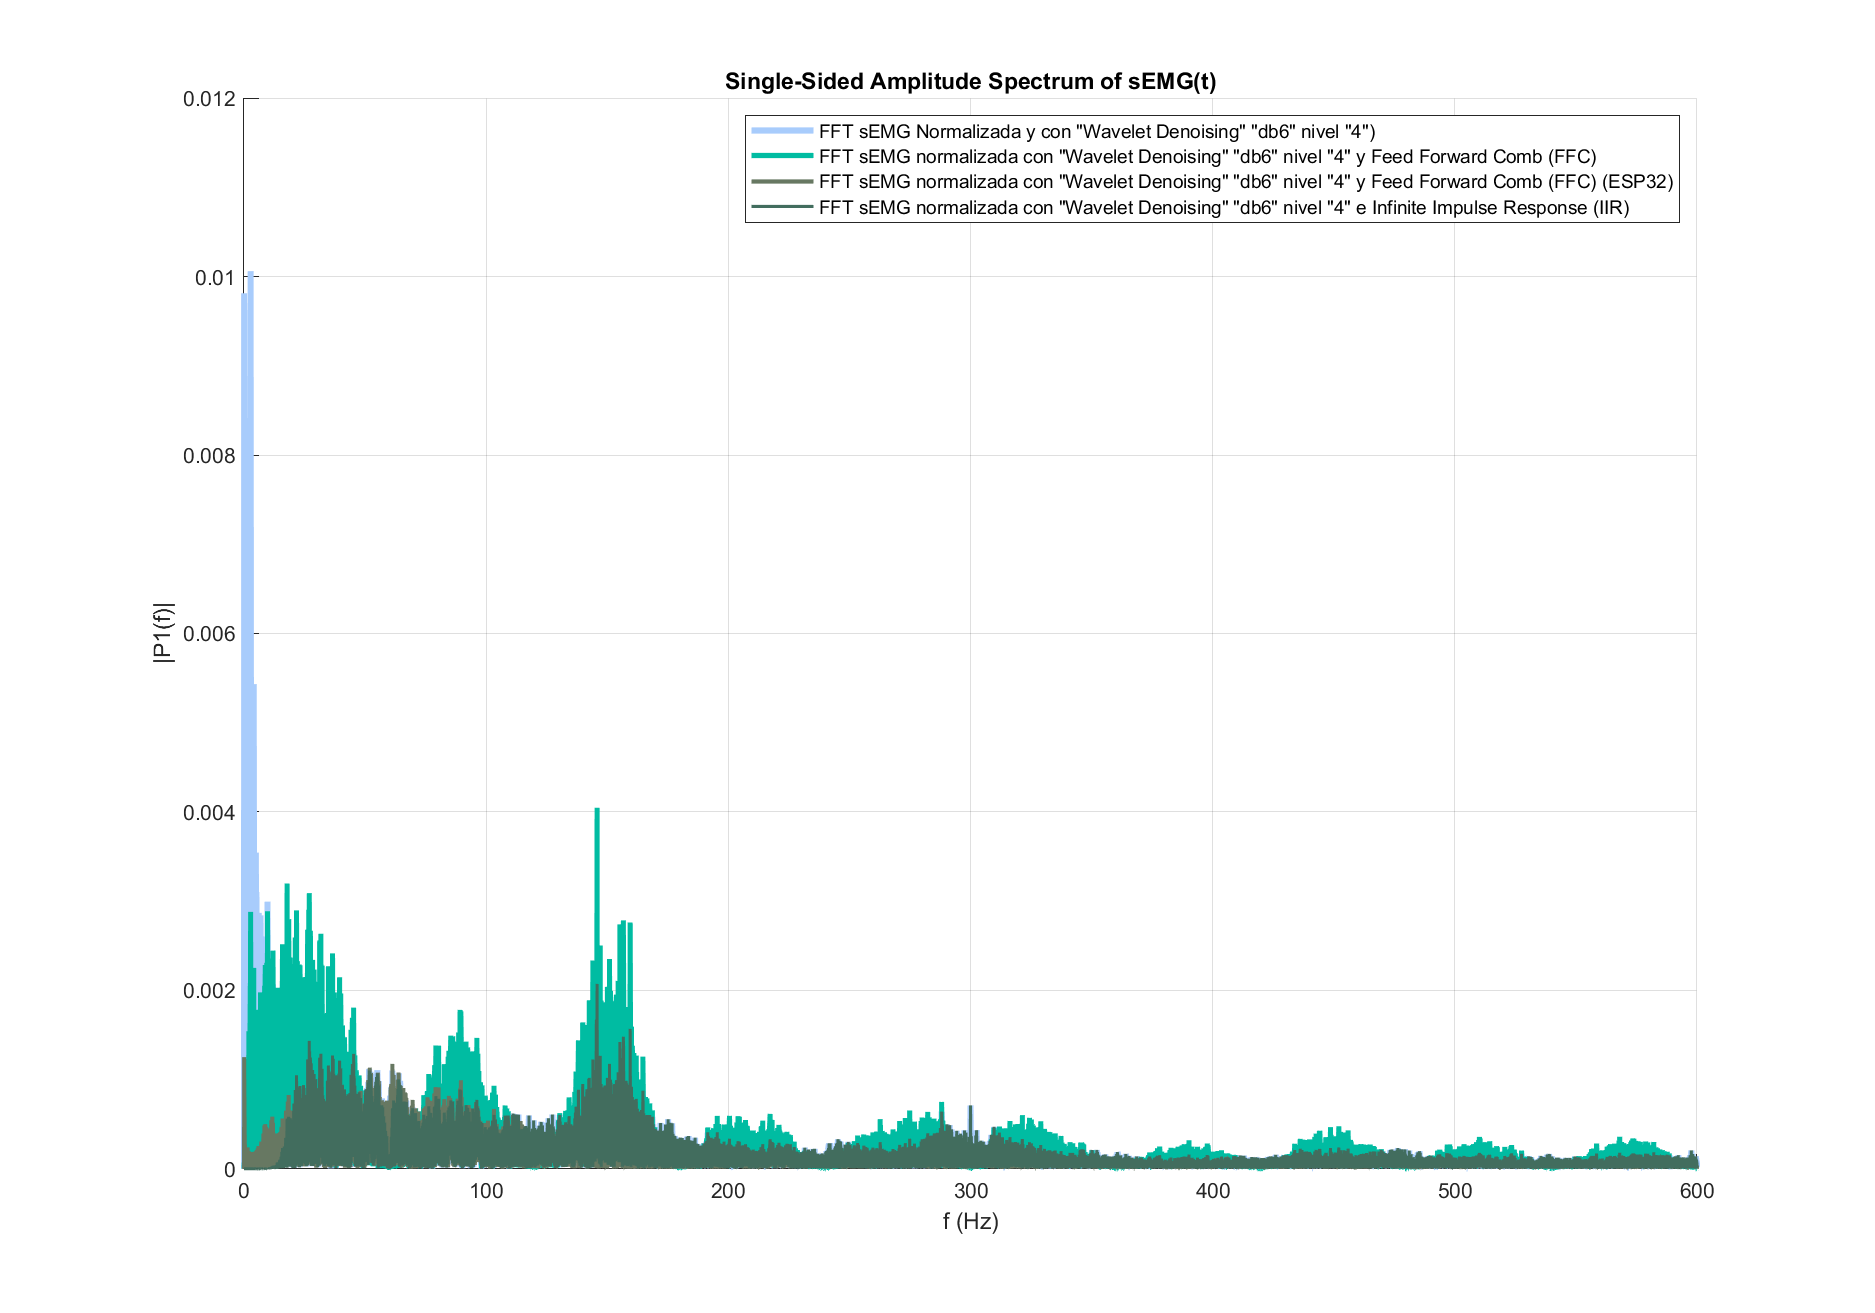 Single-Sided Amplitude Spectrum of sEMG(t)
FFT sEMG Normalizada y con "Wavelet Denoising" "db6" nivel "4")
FFT sEMG normalizada con "Wavelet Denoising" "db6" nivel "4" y Feed Forward Comb (FFC)
FFT sEMG normalizada con "Wavelet Denoising" "db6" nivel "4" y Feed Forward Comb (FFC) (ESP32)
FFT sEMG normalizada con "Wavelet Denoising" "db6" nivel "4" e Infinite Impulse Response (IIR)
|P1(f)|
0.012
0.01
0.008
0.006
0.004
0.002
0
0 100 200 300 400 500 600
f (Hz)